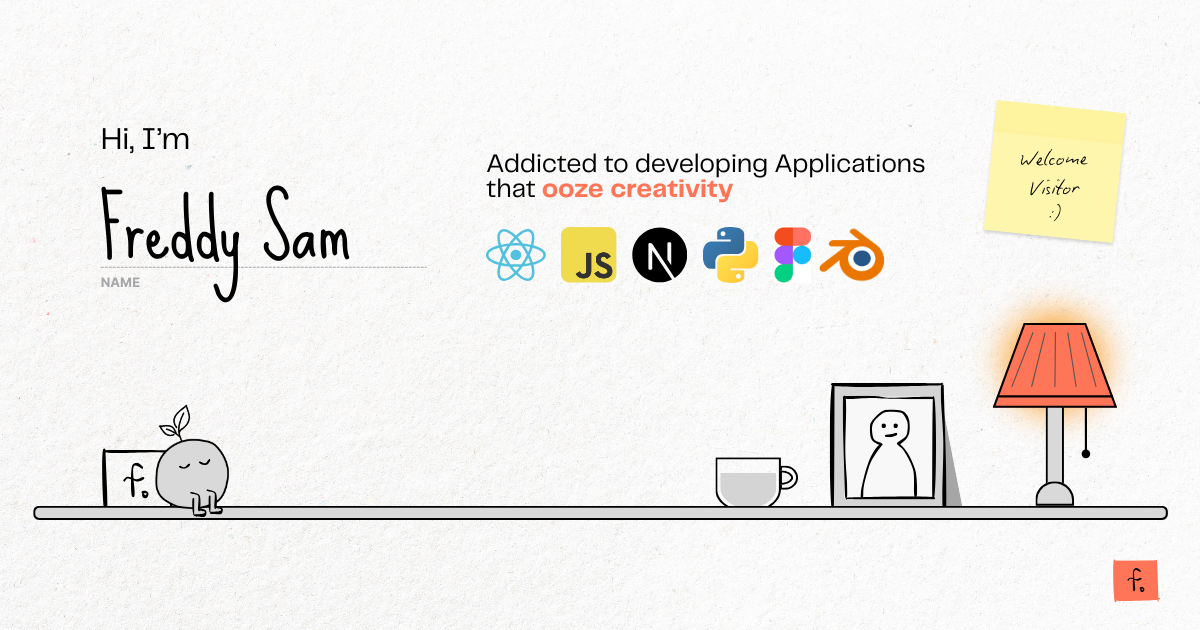 Hi, I’m
Freddy Sam
NAME
Addicted to developing Applications
that ooze creativity
JS
N
Welcome
Visitor
:)
f.
f.